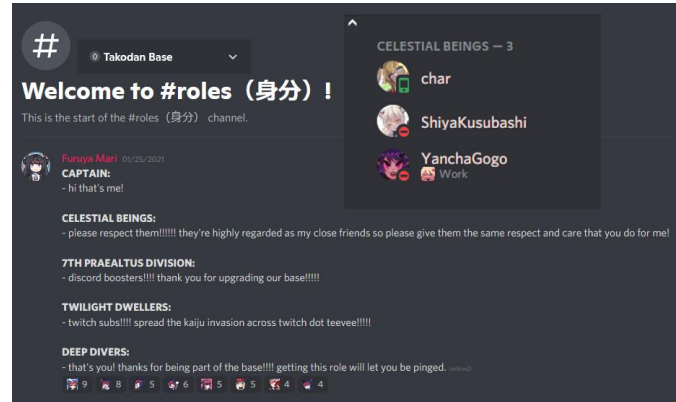 Takodan Base
Welcome to #roles（身分）!
This is the start of the #roles（身分） channel.
Furuya Mari 01/25/2021
CAPTAIN:
- hi that's me!
CELESTIAL BEINGS:
- please respect them!!!!!! they're highly regarded as my close friends so please give them the same respect and care that you do for me!
7TH PRAEALTUS DIVISION:
- discord boosters!!!! thank you for upgrading our base!!!!!
TWILIGHT DWELLERS:
- twitch subs!!!! spread the kaiju invasion across twitch dot teevee!!!!!
DEEP DIVERS:
- that's you! thanks for being part of the base!!!! getting this role will let you be pinged. (edited)
9 8 5 6 5 5 4 4
CELESTIAL BEINGS — 3
char
ShiyaKusubashi
YanchaGogo
Work